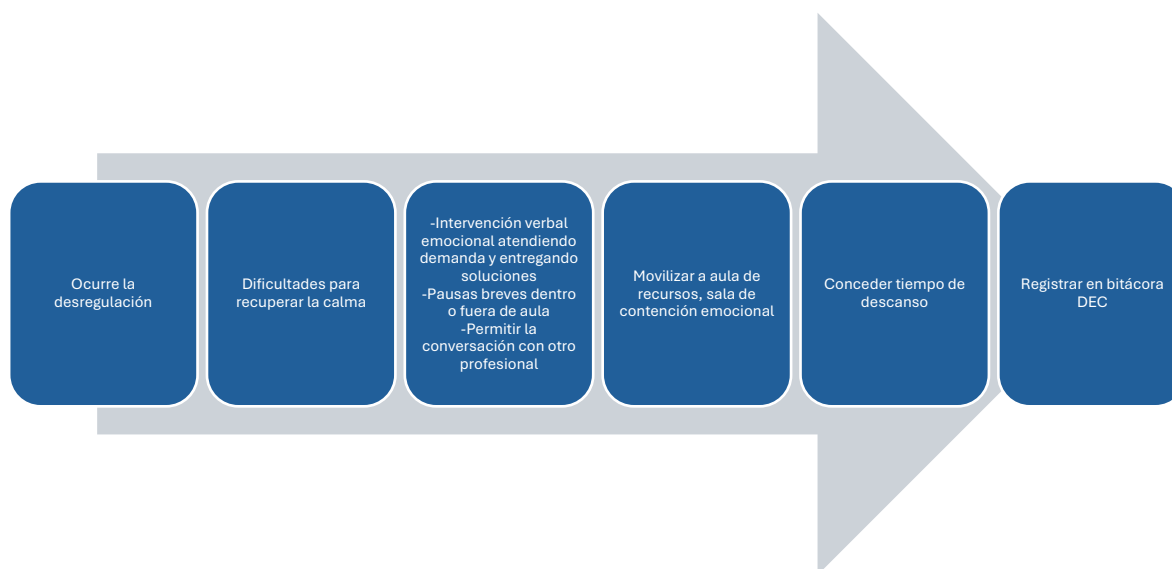 Ocurre la
desregulación
Dificultades para
recuperar la calma
-Intervención verbal
emocional atendiendo
demanda y entregando
soluciones
-Pausas breves dentro
o fuera de aula
-Permitir la
conversación con otro
profesional
Movilizar a aula de
recursos, sala de
contención emocional
Conceder tiempo de
descanso
Registrar en bitácora
DEC